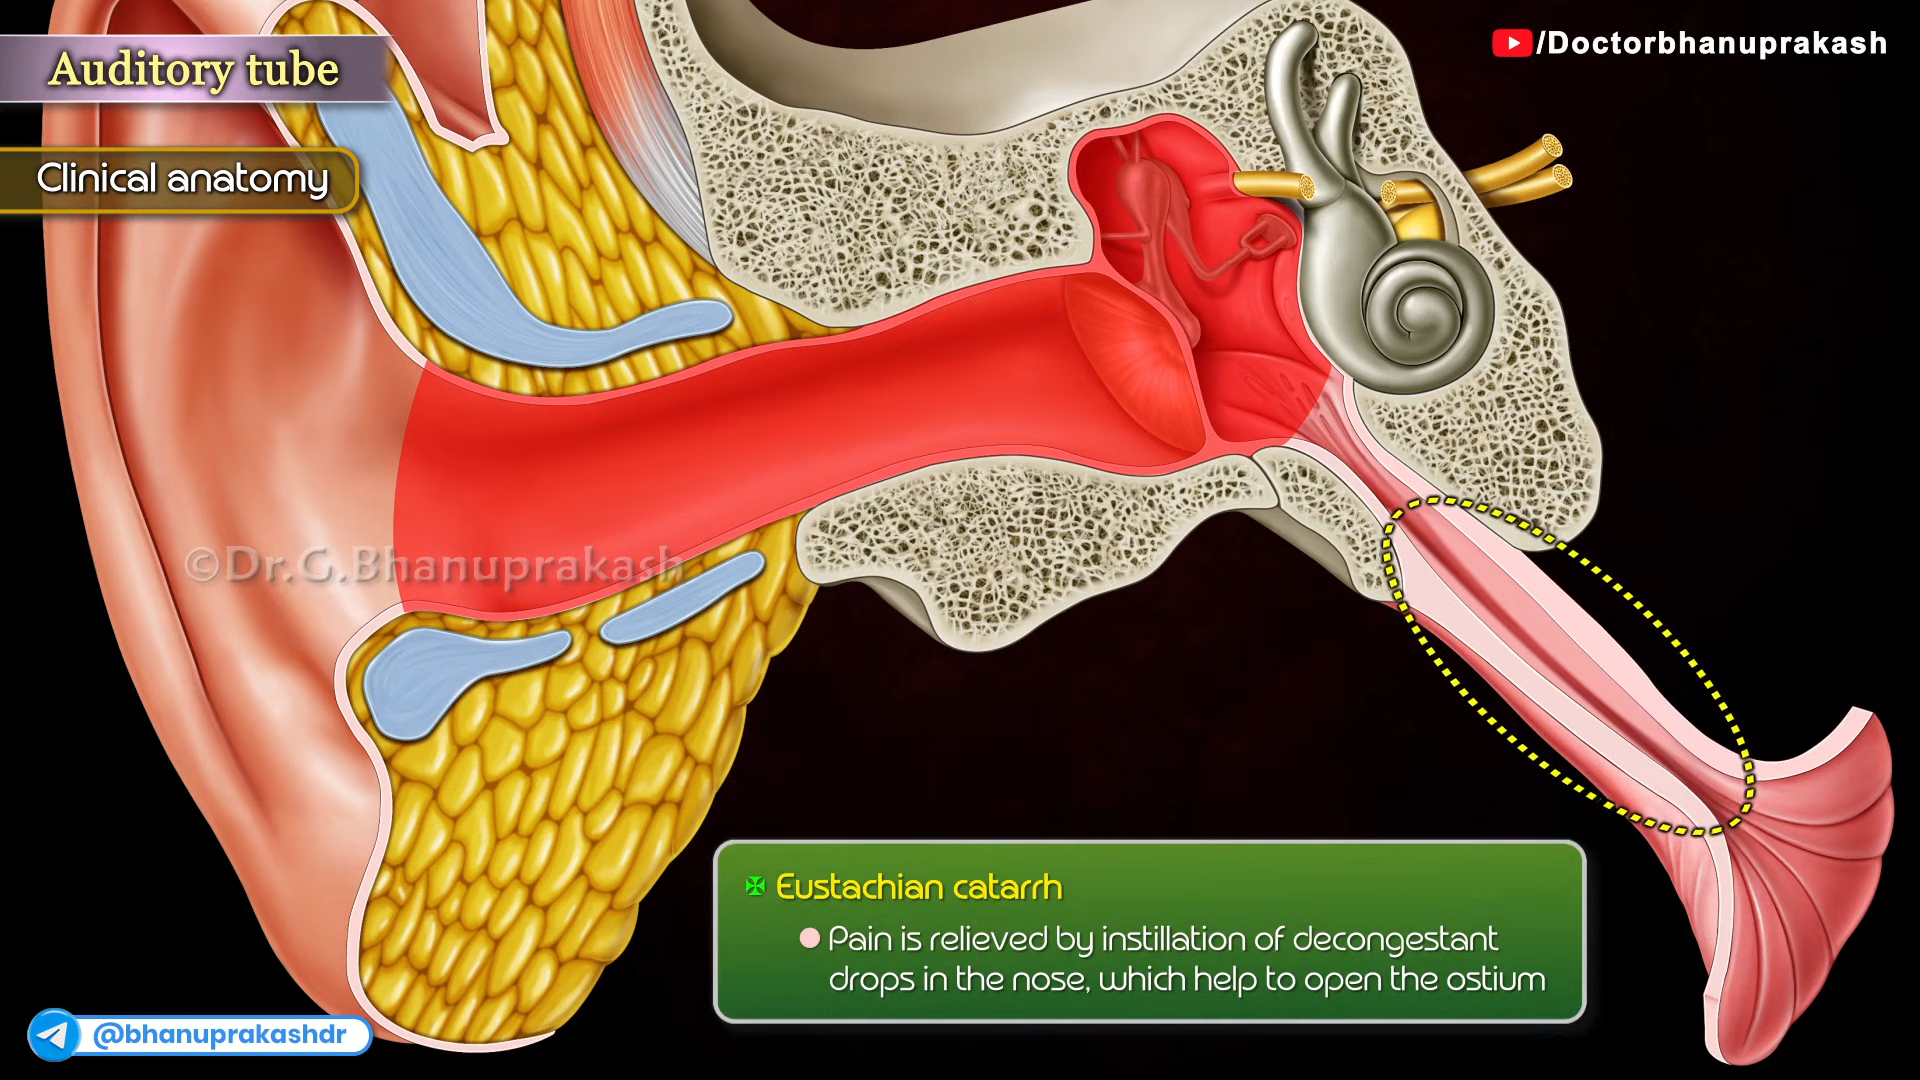 Auditory tube
/Doctorbhanuprakash
Clinical anatomy
©Dr.G.Bhanuprakash
Eustachian catarrh
Pain is relieved by instillation of decongestant
drops in the nose, which help to open the ostium
@bhanuprakashdr